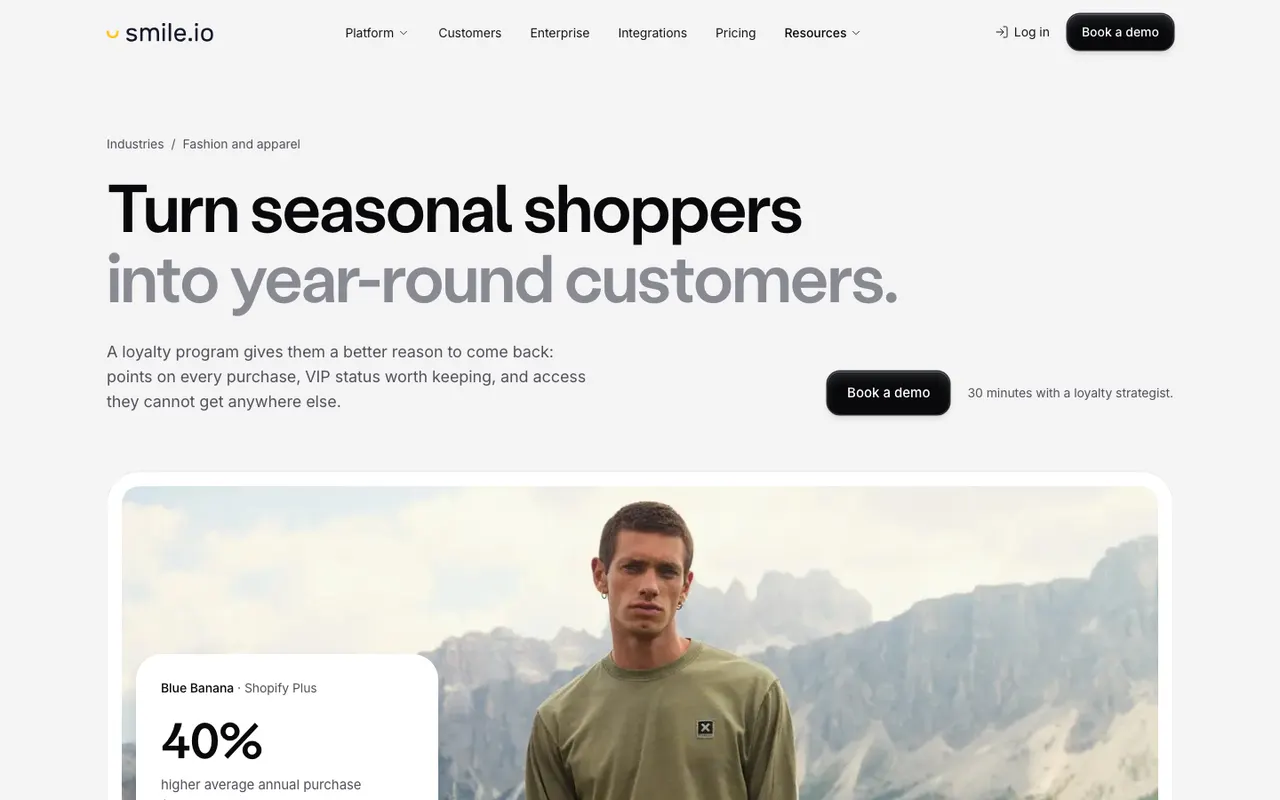 smile.io
Platform
Customers
Enterprise
Integrations
Pricing
Resources
Log in
Book a demo
Industries / Fashion and apparel
Turn seasonal shoppers
into year-round customers.
A loyalty program gives them a better reason to come back:
points on every purchase, VIP status worth keeping, and access
they cannot get anywhere else.
Book a demo
30 minutes with a loyalty strategist.
Blue Banana · Shopify Plus
40%
higher average annual purchase